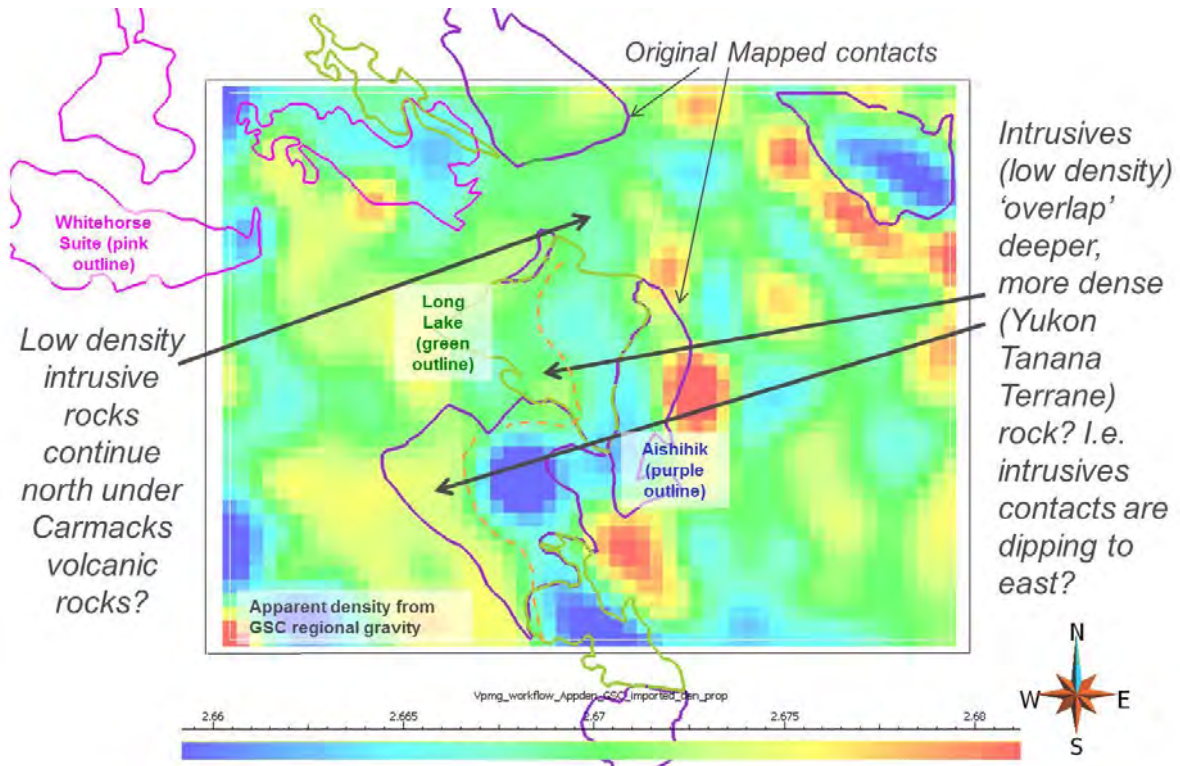 Original Mapped contacts
Whitehorse
Suite (pink
outline)
Low density
intrusive
rocks
continue
north under
Carmacks
volcanic
rocks?
Long
Lake
(green
outline)
Aishihik
(purple
outline)
Intrusives
(low density)
‘overlap’
deeper,
more dense
(Yukon
Tanana
Terrane)
rock? I.e.
intrusives
contacts are
dipping to
east?
Apparent density from
GSC regional gravity
N
W E
S
Vpmg_workflow_Appden_GSC_imported_den_prop
2.66 2.665 2.67 2.675 2.60